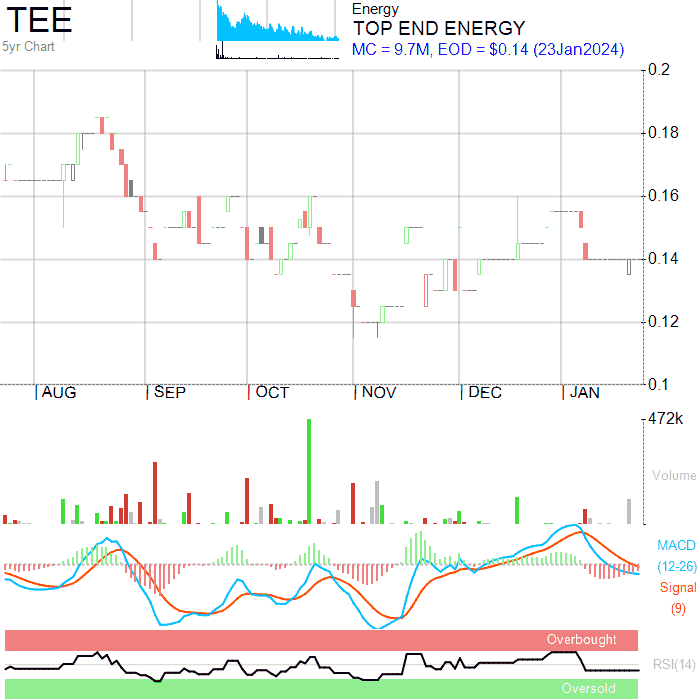 TEE
5yr Chart
Energy
TOP END ENERGY
MC = 9.7M, EOD = $0.14 (23Jan2024)
0.2
0.18
0.16
0.14
0.12
0.1
AUG SEP OCT NOV DEC JAN
472k
Volume
MACD
(12-26)
Signal
(9)
Overbought
RSI(14)
Oversold